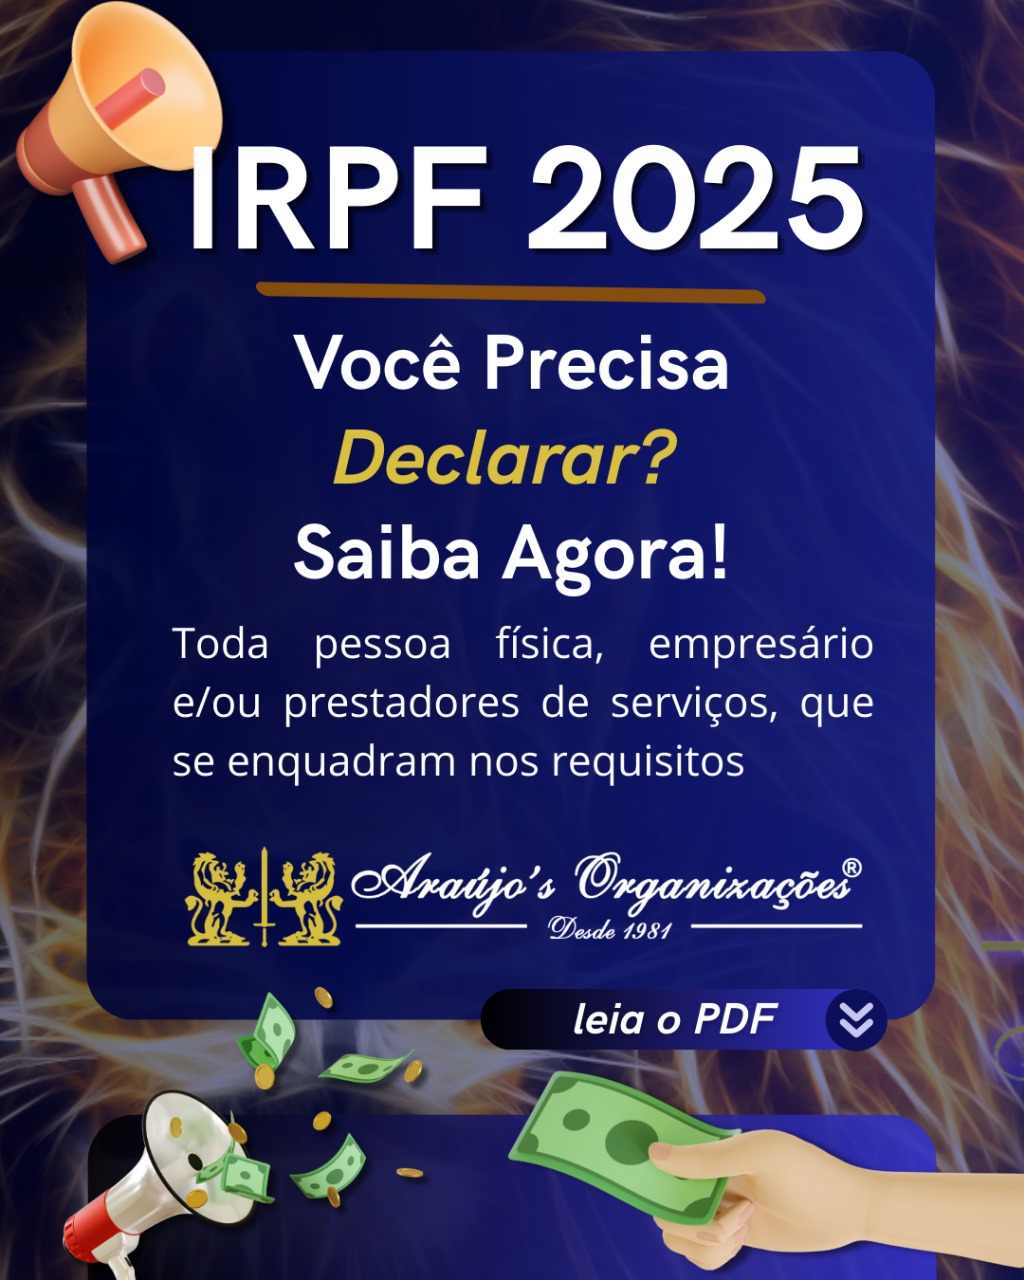 IRPF 2025
Você Precisa
Declarar?
Saiba Agora!
Toda pessoa física, empresário
e/ou prestadores de serviços, que
se enquadram nos requisitos
Araújo's Organizações®
Desde 1981
leia o PDF